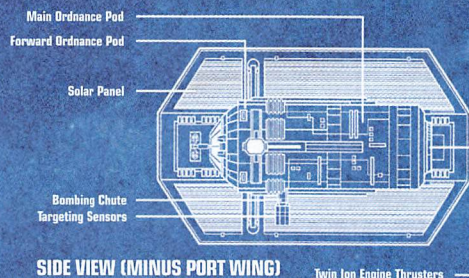 Main Ordnance Pod
Forward Ordnance Pod
Solar Panel
Bombing Chute
Targeting Sensors
SIDE VIEW (MINUS PORT WING)
Twin Ion Engine Thrusters